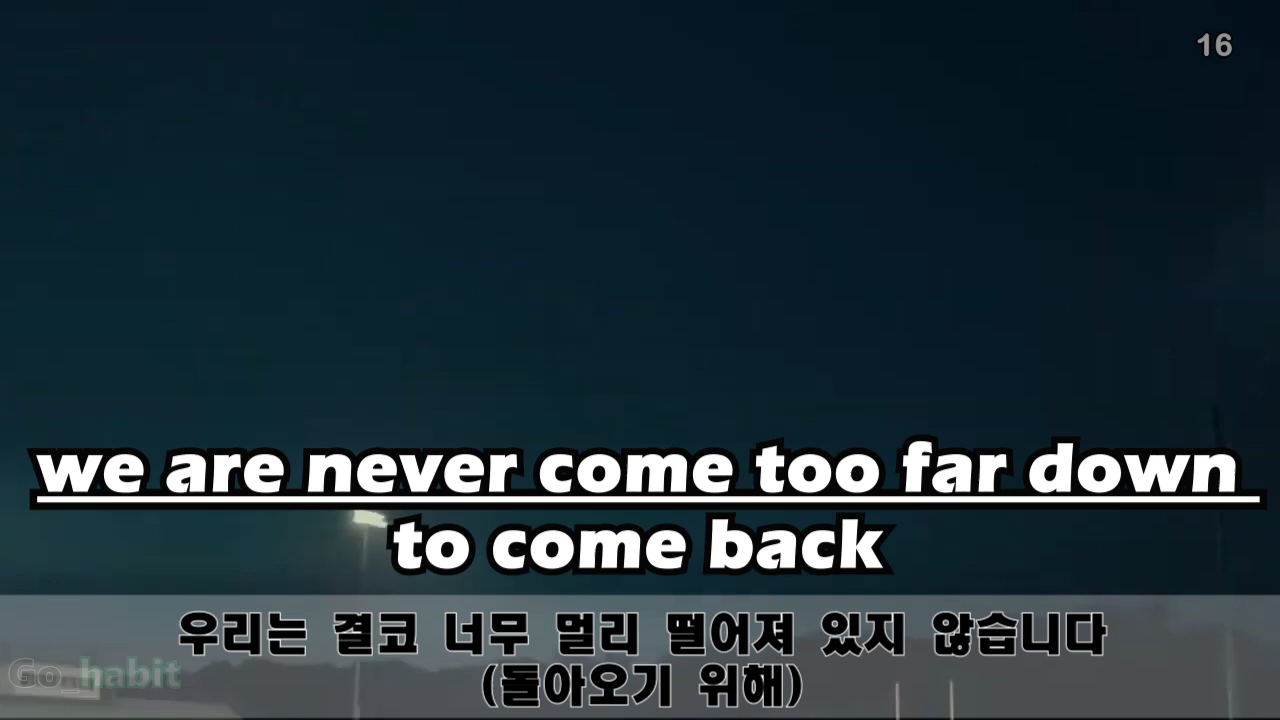 16
we are never come too far down
to come back
우리는 결코 너무 멀리 떨어져 있지 않습니다
(돌아오기 위해)
Go_habit